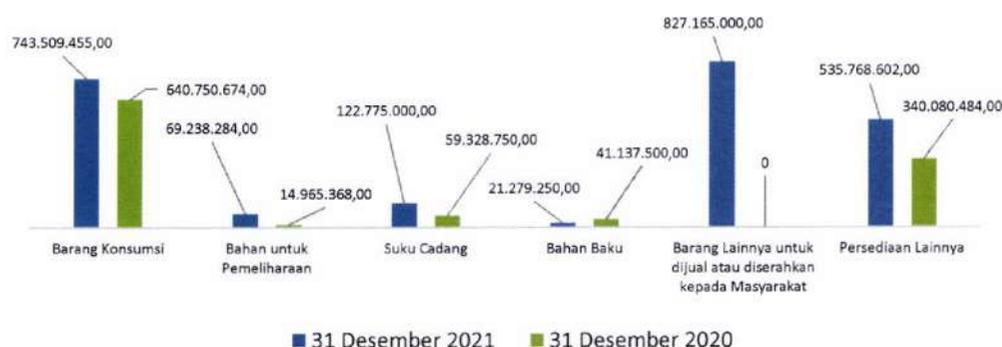 827.165.000,00
743.509.455,00
640.750.674,00
69.238.284,00
14.965.368,00
122.775.000,00
59.328.750,00
21.279.250,00
41.137.500,00
0
535.768.602,00
340.080.484,00
Barang Konsumsi
Bahan untuk
Pemeliharaan
Suku Cadang
Bahan Baku
Barang Lainnya untuk
dijual atau diserahkan
kepada Masyarakat
Persediaan Lainnya
31 Desember 2021
31 Desember 2020